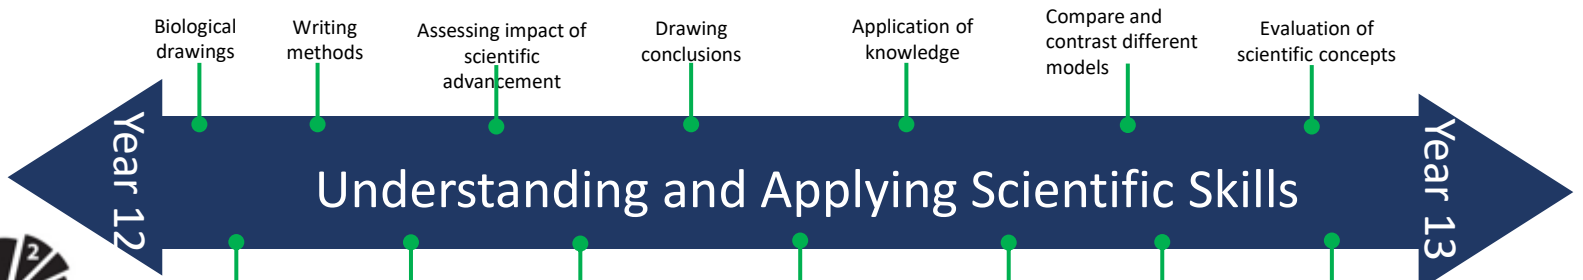 Biological
drawings
Writing
methods
Assessing impact of
scientific
advancement
Drawing
conclusions
Application of
knowledge
Compare and
contrast different
models
Evaluation of
scientific concepts
Year 12
Understanding and Applying Scientific Skills
Year 13
2